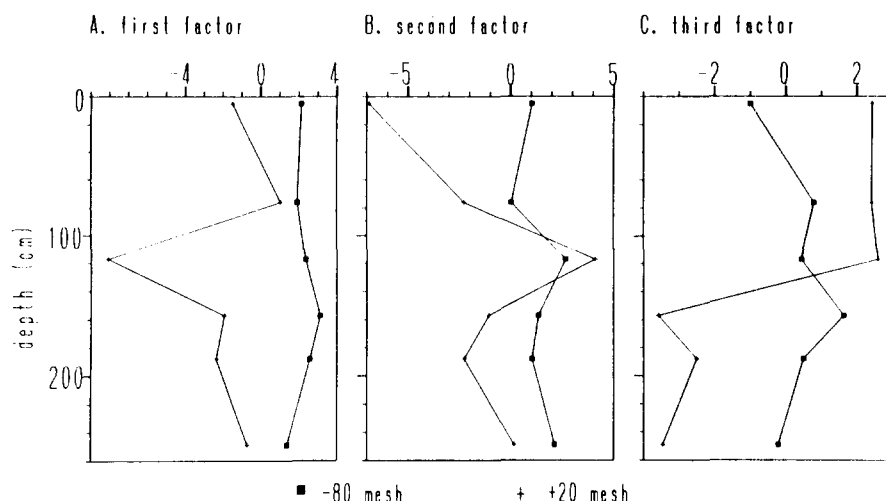 A. first factor B. second factor C. third factor
-4 0 4 -5 0 5 -2 0 2
0
100
200
depth (cm)
■ -80 mesh + +20 mesh